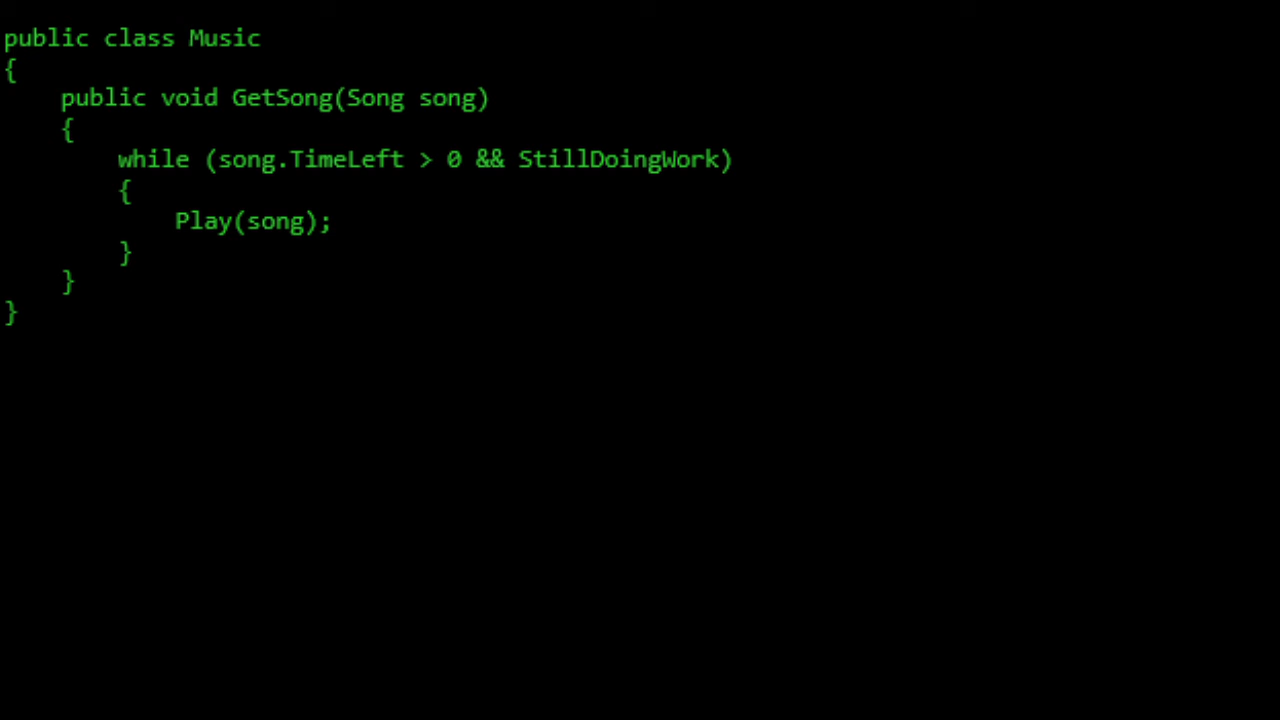 public class Music
{
    public void GetSong(Song song)
    {
        while (song.TimeLeft > 0 && StillDoingWork)
        {
            Play(song);
        }
    }
}